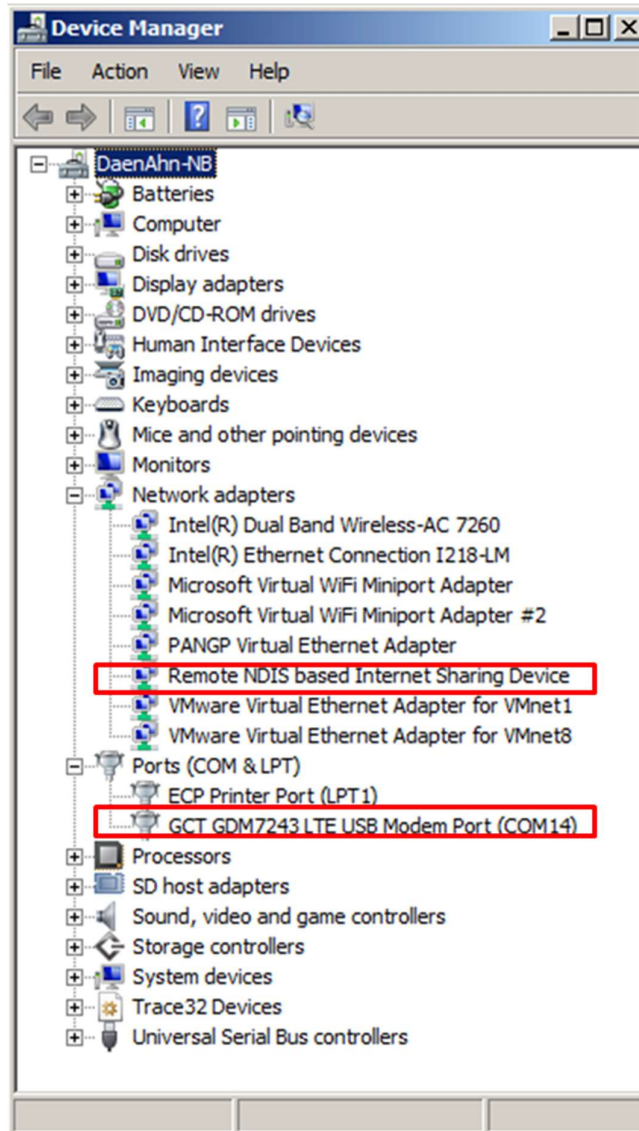 Device Manager
File Action View Help
DaenAhn-NB
Batteries
Computer
Disk drives
Display adapters
DVD/CD-ROM drives
Human Interface Devices
Imaging devices
Keyboards
Mice and other pointing devices
Monitors
Network adapters
Intel(R) Dual Band Wireless-AC 7260
Intel(R) Ethernet Connection I218-LM
Microsoft Virtual WiFi Miniport Adapter
Microsoft Virtual WiFi Miniport Adapter #2
PANGP Virtual Ethernet Adapter
Remote NDIS based Internet Sharing Device
VMware Virtual Ethernet Adapter for VMnet1
VMware Virtual Ethernet Adapter for VMnet8
Ports (COM & LPT)
ECP Printer Port (LPT1)
GCT GDM7243 LTE USB Modem Port (COM14)
Processors
SD host adapters
Sound, video and game controllers
Storage controllers
System devices
Trace32 Devices
Universal Serial Bus controllers